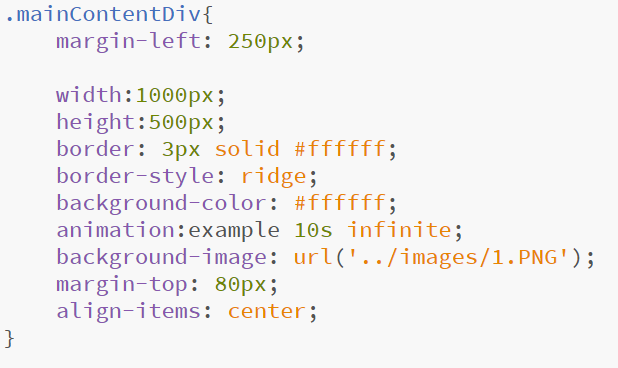 .mainContentDiv{
    margin-left: 250px;

    width:1000px;
    height:500px;
    border: 3px solid #ffffff;
    border-style: ridge;
    background-color: #ffffff;
    animation:example 10s infinite;
    background-image: url('../images/1.PNG');
    margin-top: 80px;
    align-items: center;
}